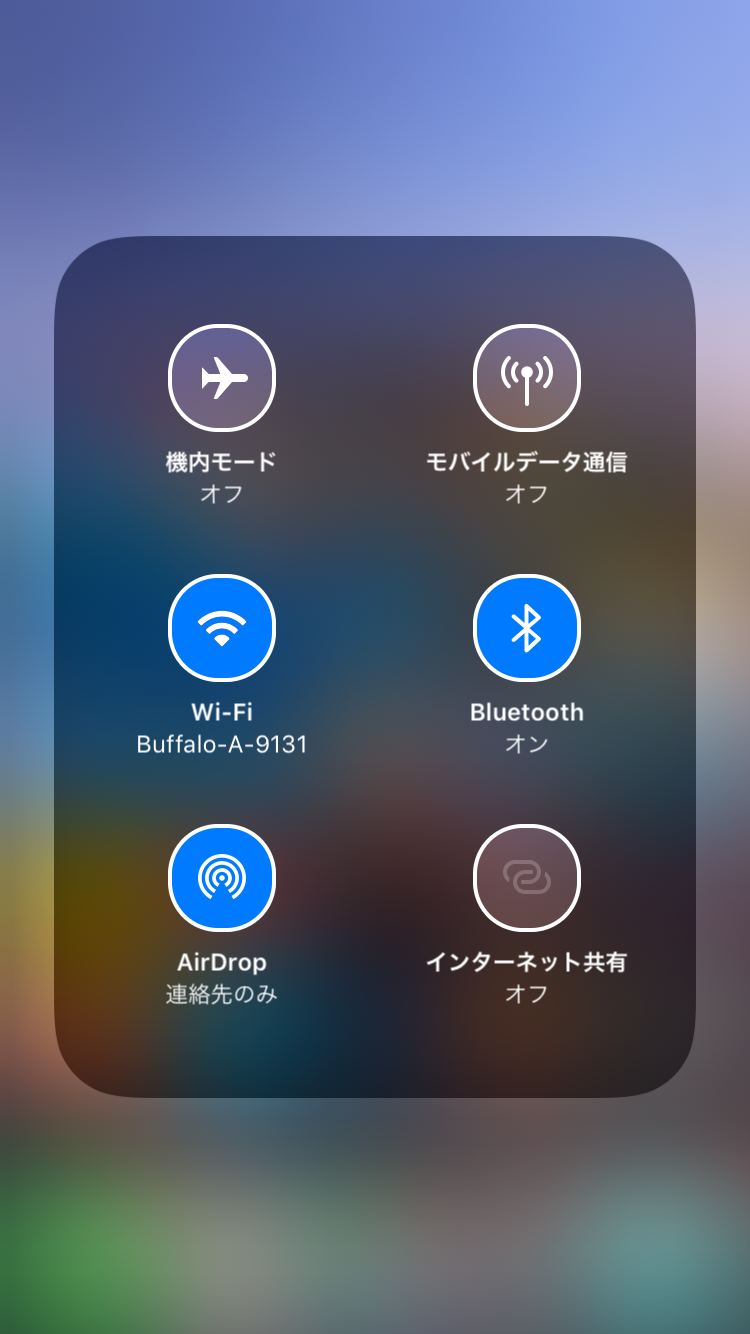 機内モード
オフ
モバイルデータ通信
オフ
Wi-Fi
Buffalo-A-9131
Bluetooth
オン
AirDrop
連絡先のみ
インターネット共有
オフ